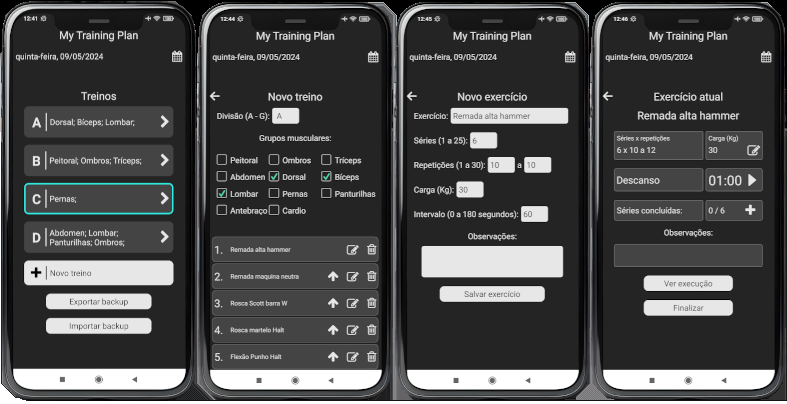 12:41
My Training Plan
quinta-feira, 09/05/2024
Treinos
A Dorsal; Bíceps; Lombar;
B Peitoral; Ombros; Tríceps;
C Pernas;
D Abdomen; Lombar;
Panturilhas; Ombros;
Novo treino
Exportar backup
Importar backup
12:44
My Training Plan
quinta-feira, 09/05/2024
Novo treino
Divisão (A - G): A
Grupos musculares:
Peitoral Ombros Tríceps
Abdomen Dorsal Bíceps
Lombar Pernas Panturilhas
Antebraço Cardio
1. Remada alta hammer
2. Remada maquina neutra
3. Rosca Scott barra W
4. Rosca martelo Halt
5. Flexão Punho Halt
12:45
My Training Plan
quinta-feira, 09/05/2024
Novo exercício
Exercício: Remada alta hammer
Séries (1 a 25): 6
Repetições (1 a 30): 10 a 10
Carga (Kg): 30
Intervalo (0 a 180 segundos): 60
Observações:
Salvar exercício
12:46
My Training Plan
quinta-feira, 09/05/2024
Exercício atual
Remada alta hammer
Séries x repetições
6 x 10 a 12
Carga (Kg)
30
Descanso 01:00
Séries concluídas: 0 / 6
Observações:
Ver execução
Finalizar